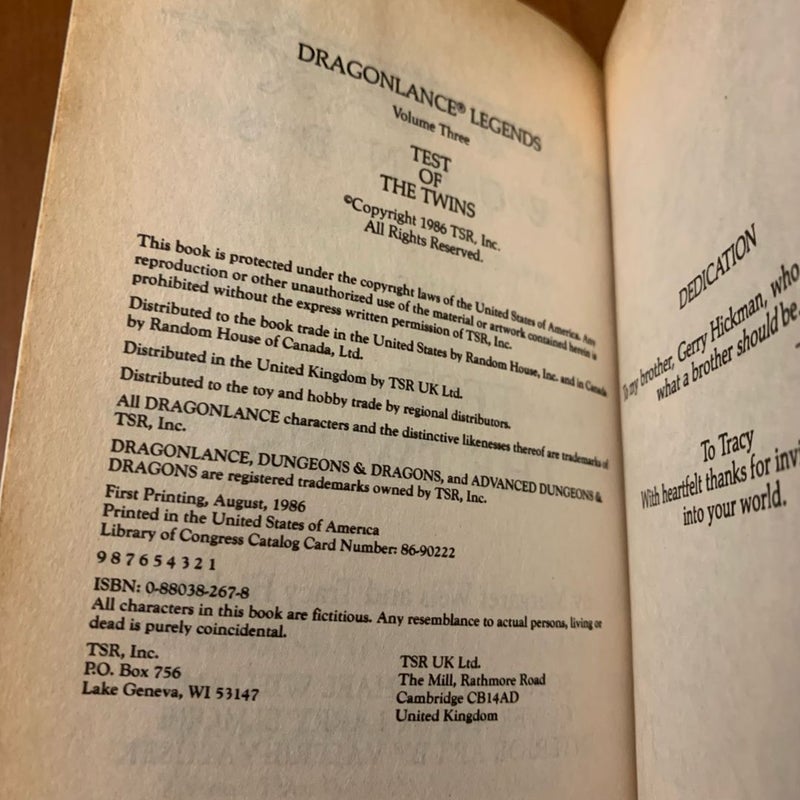 DRAGONLANCE® LEGENDS
Volume Three
TEST
OF
THE TWINS
©Copyright 1986 TSR, Inc.
All Rights Reserved.
This book is protected under the copyright laws of the United States of America. Any
reproduction or other unauthorized use of the material or artwork contained herein is
prohibited without the express written permission of TSR, Inc.
Distributed to the book trade in the United States by Random House, Inc. and in Canada
by Random House of Canada, Ltd.
Distributed in the United Kingdom by TSR UK Ltd.
Distributed to the toy and hobby trade by regional distributors.
All DRAGONLANCE characters and the distinctive likenesses thereof are trademarks of
TSR, Inc.
DRAGONLANCE, DUNGEONS & DRAGONS, and ADVANCED DUNGEONS &
DRAGONS are registered trademarks owned by TSR, Inc.
First Printing, August, 1986
Printed in the United States of America
Library of Congress Catalog Card Number: 86-90222
9 8 7 6 5 4 3 2 1
ISBN: 0-88038-267-8
All characters in this book are fictitious. Any resemblance to actual persons, living or
dead is purely coincidental.
TSR, Inc.
P.O. Box 756
Lake Geneva, WI 53147
TSR UK Ltd.
The Mill, Rathmore Road
Cambridge CB14AD
United Kingdom
DEDICATION
To my brother, Gerry Hickman, who
what a brother should be.
To Tracy
With heartfelt thanks for invi
into your world.